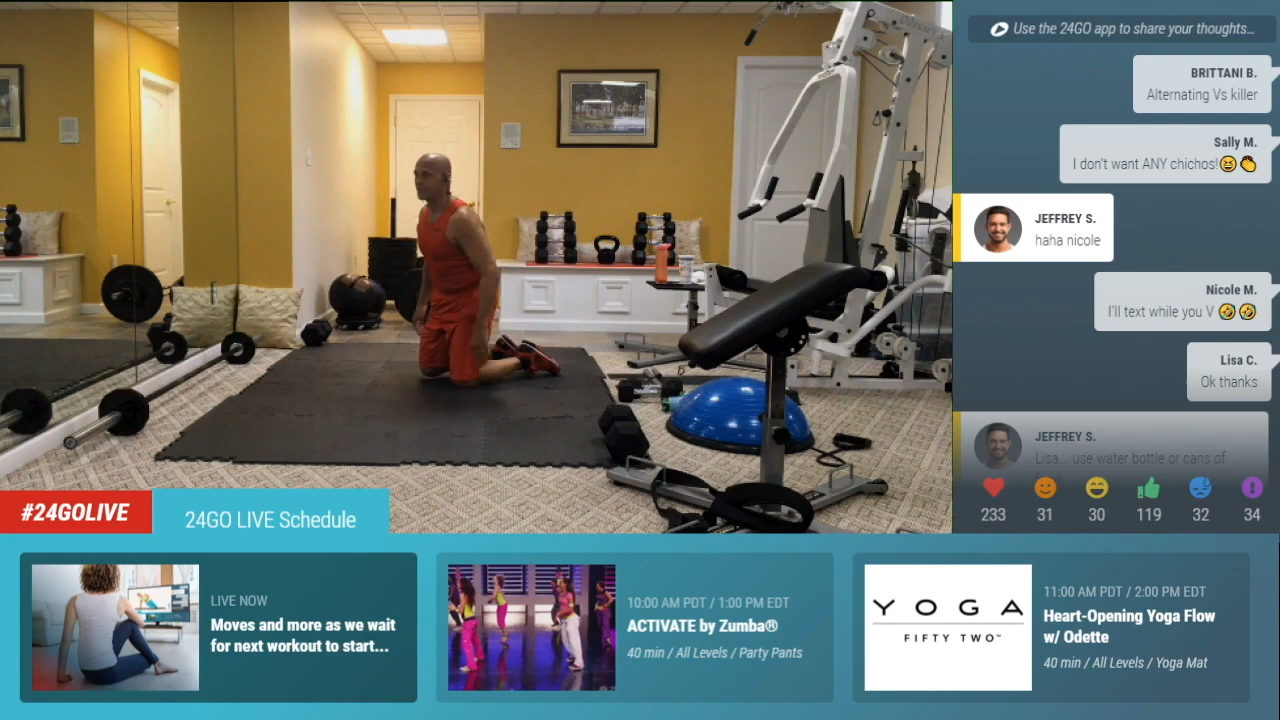 Use the 24GO app to share your thoughts...
BRITTANI B.
Alternating Vs killer
Sally M.
I don't want ANY chichos!😆👏
JEFFREY S.
haha nicole
Nicole M.
I'll text while you V 🤣🤣
Lisa C.
Ok thanks
JEFFREY S.
Lisa... use water bottle or cans of
233 31 30 119 32 34
#24GOLIVE
24GO LIVE Schedule
LIVE NOW
Moves and more as we wait
for next workout to start...
10:00 AM PDT / 1:00 PM EDT
ACTIVATE by Zumba®
40 min / All Levels / Party Pants
YOGA
FIFTY TWO™
11:00 AM PDT / 2:00 PM EDT
Heart-Opening Yoga Flow
w/ Odette
40 min / All Levels / Yoga Mat